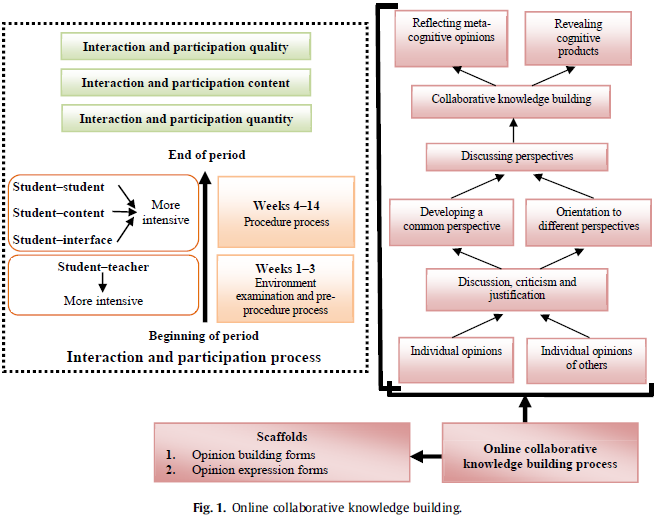 Interaction and participation quality
Interaction and participation content
Interaction and participation quantity
End of period
Student–student
Student–content
Student–interface
More
intensive
Weeks 4–14
Procedure process
Student–teacher
More intensive
Weeks 1–3
Environment
examination and pre-
procedure process
Beginning of period
Interaction and participation process
Reflecting meta-
cognitive opinions
Revealing
cognitive
products
Collaborative knowledge building
Discussing perspectives
Developing a
common perspective
Orientation to
different perspectives
Discussion, criticism and
justification
Individual opinions
Individual opinions
of others
Scaffolds
1. Opinion building forms
2. Opinion expression forms
Online collaborative
knowledge building process
Fig. 1. Online collaborative knowledge building.